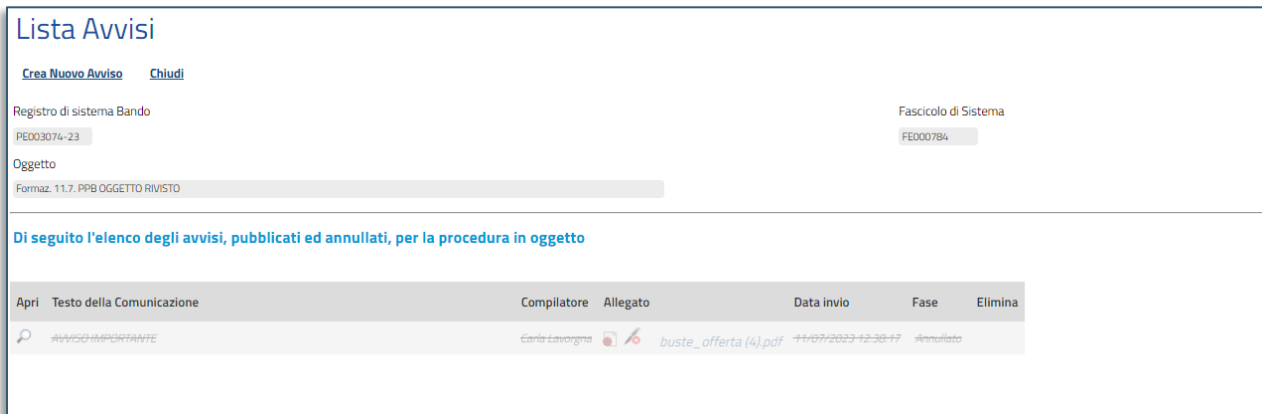 Lista Avvisi
Crea Nuovo Avviso Chiudi
Registro di sistema Bando Fascicolo di Sistema
PE003074-23 FE000784
Oggetto
Formaz. 11.7. PPB OGGETTO RIVISTO
Di seguito l'elenco degli avvisi, pubblicati ed annullati, per la procedura in oggetto
Apri Testo della Comunicazione Compilatore Allegato Data invio Fase Elimina
AVVISO IMPORTANTE Carla Lavorgna buste_offerta (4).pdf 11/07/2023 12:38:17 Annullato